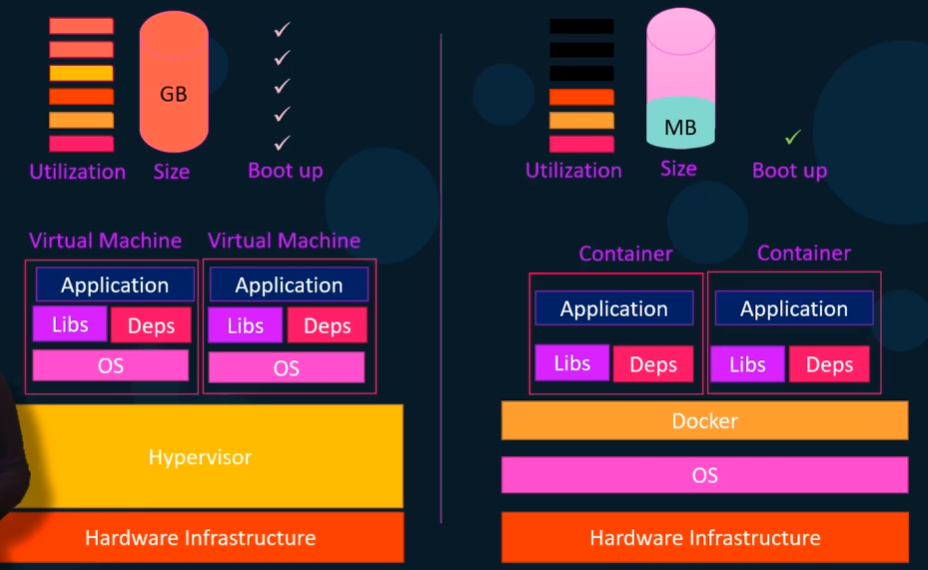 GB
Utilization Size Boot up
Virtual Machine Virtual Machine
Application Application
Libs Deps Libs Deps
OS OS
Hypervisor
Hardware Infrastructure
MB
Utilization Size Boot up
Container Container
Application Application
Libs Deps Libs Deps
Docker
OS
Hardware Infrastructure